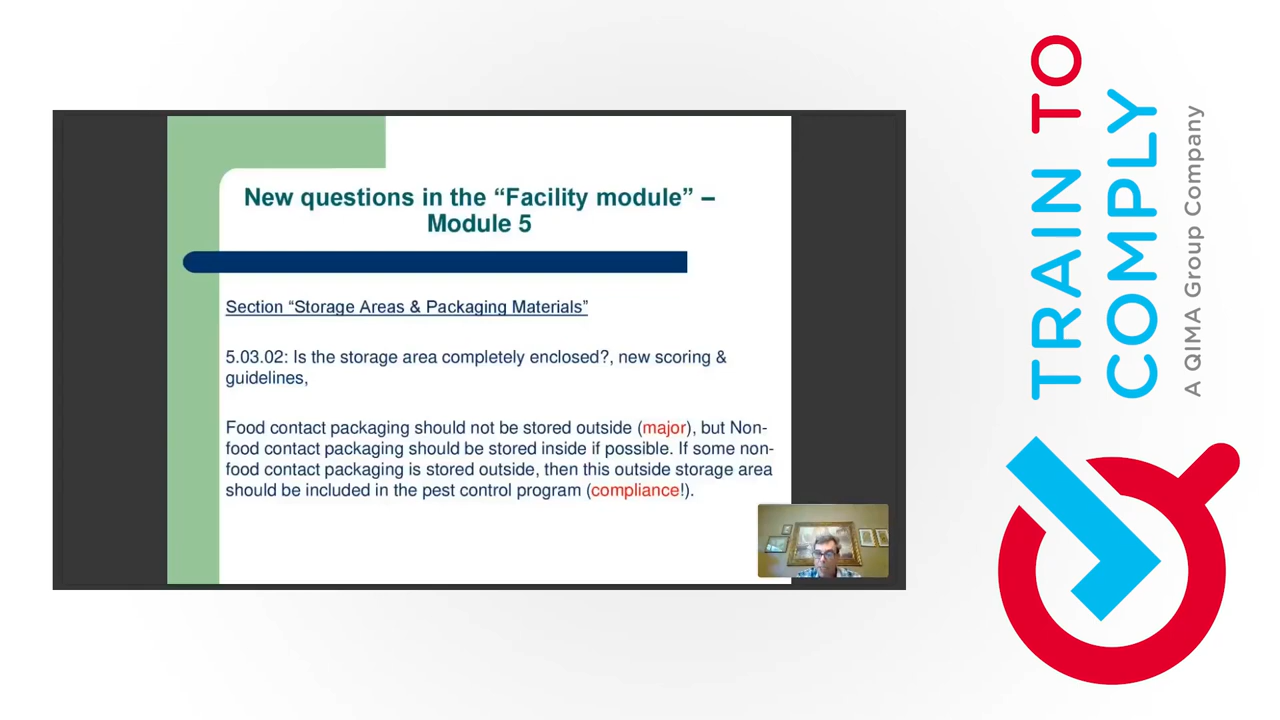 New questions in the “Facility module” –
Module 5
Section “Storage Areas & Packaging Materials”
5.03.02: Is the storage area completely enclosed?, new scoring &
guidelines,
Food contact packaging should not be stored outside (major), but Non-
food contact packaging should be stored inside if possible. If some non-
food contact packaging is stored outside, then this outside storage area
should be included in the pest control program (compliance!).
TRAIN TO
COMPLY
A QIMA Group Company